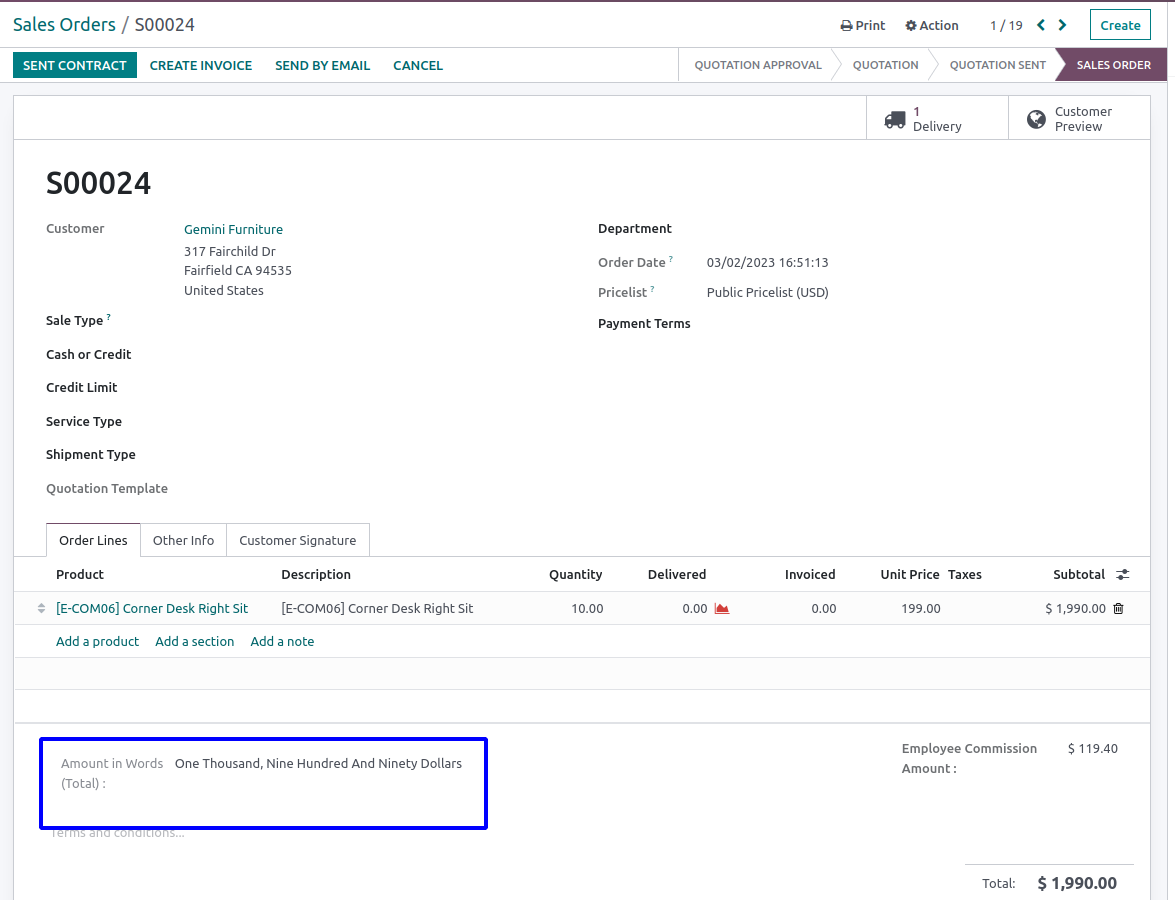 Sales Orders / S00024
Print Action 1 / 19 Create
SENT CONTRACT CREATE INVOICE SEND BY EMAIL CANCEL QUOTATION APPROVAL QUOTATION QUOTATION SENT SALES ORDER
1 Delivery
Customer Preview
S00024
Customer Gemini Furniture
317 Fairchild Dr
Fairfield CA 94535
United States
Sale Type ?
Cash or Credit
Credit Limit
Service Type
Shipment Type
Quotation Template
Department
Order Date ? 03/02/2023 16:51:13
Pricelist ? Public Pricelist (USD)
Payment Terms
Order Lines Other Info Customer Signature
Product Description Quantity Delivered Invoiced Unit Price Taxes Subtotal
[E-COM06] Corner Desk Right Sit [E-COM06] Corner Desk Right Sit 10.00 0.00 0.00 199.00 $ 1,990.00
Add a product Add a section Add a note
Amount in Words One Thousand, Nine Hundred And Ninety Dollars
(Total) :
Terms and conditions...
Employee Commission $ 119.40
Amount :
Total: $ 1,990.00